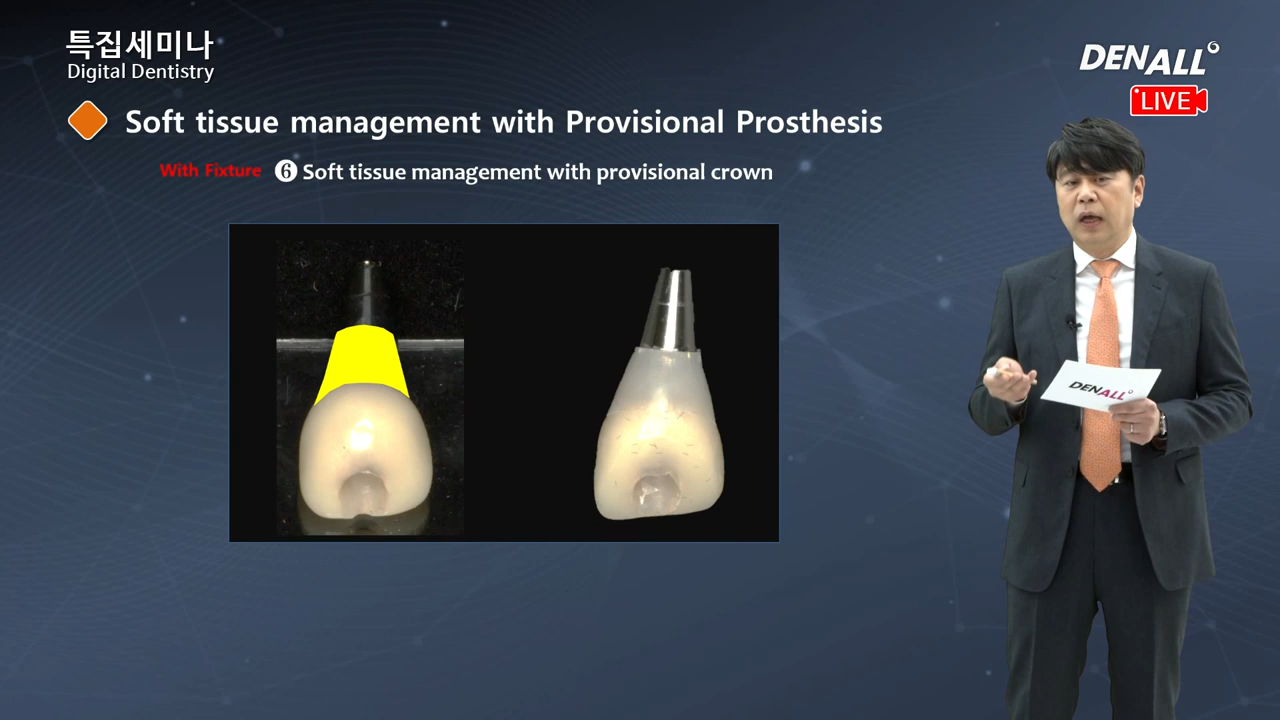 특집세미나
Digital Dentistry
DENALL
LIVE
Soft tissue management with Provisional Prosthesis
With Fixture ❻ Soft tissue management with provisional crown
DENALL